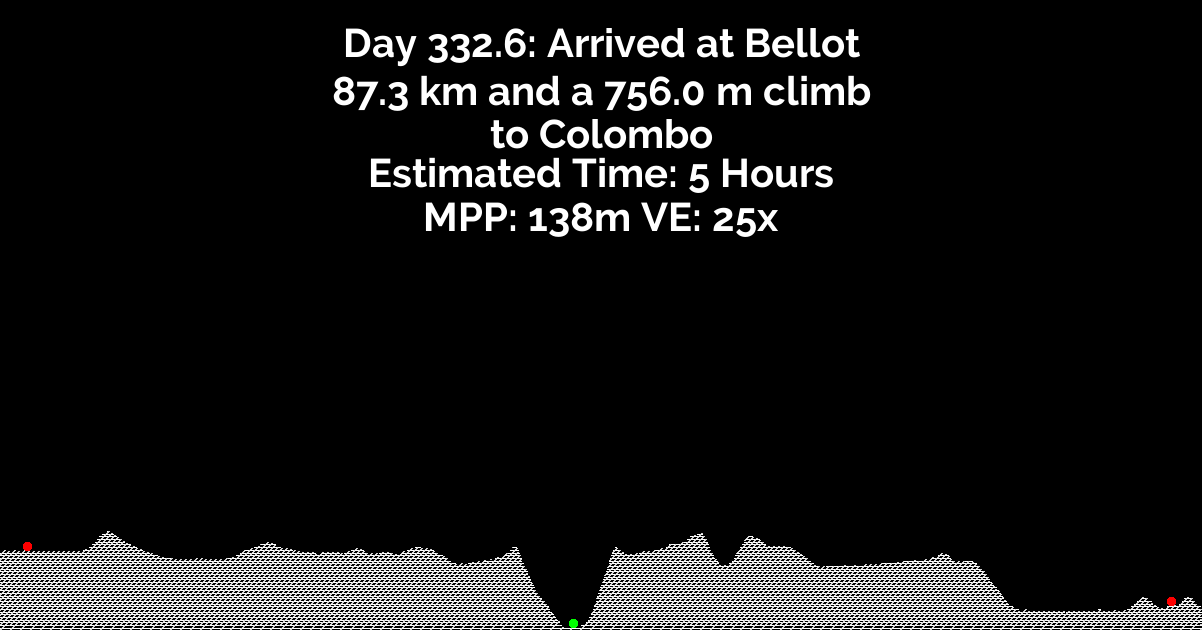 Day 332.6: Arrived at Bellot
87.3 km and a 756.0 m climb
to Colombo
Estimated Time: 5 Hours
MPP: 138m VE: 25x